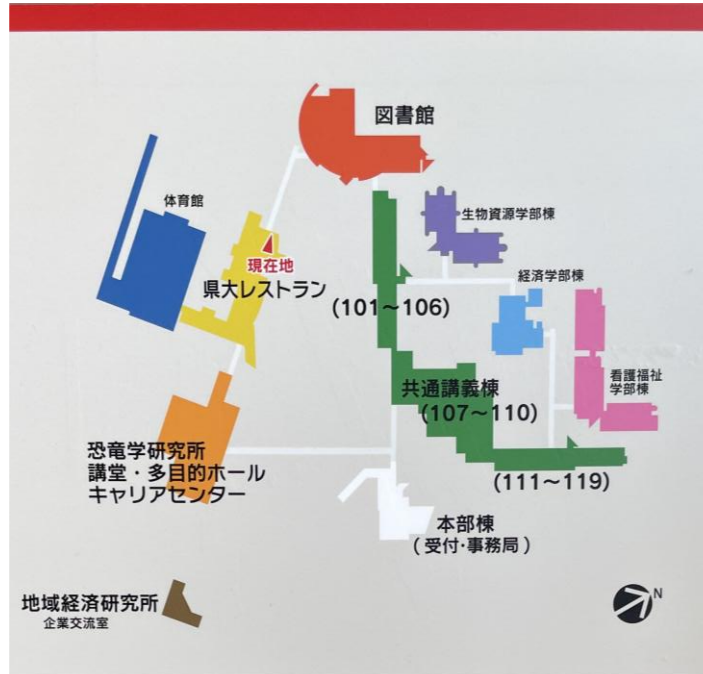 図書館
体育館
生物資源学部棟
現在地
経済学部棟
県大レストラン
(101～106)
看護福祉
学部棟
共通講義棟
(107～110)
恐竜学研究所
講堂・多目的ホール
キャリアセンター
(111～119)
本部棟
(受付・事務局)
地域経済研究所
企業交流室
N